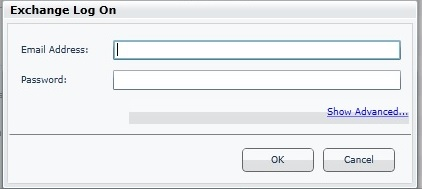 Exchange Log On
Email Address:
Password:
Show Advanced...
OK Cancel